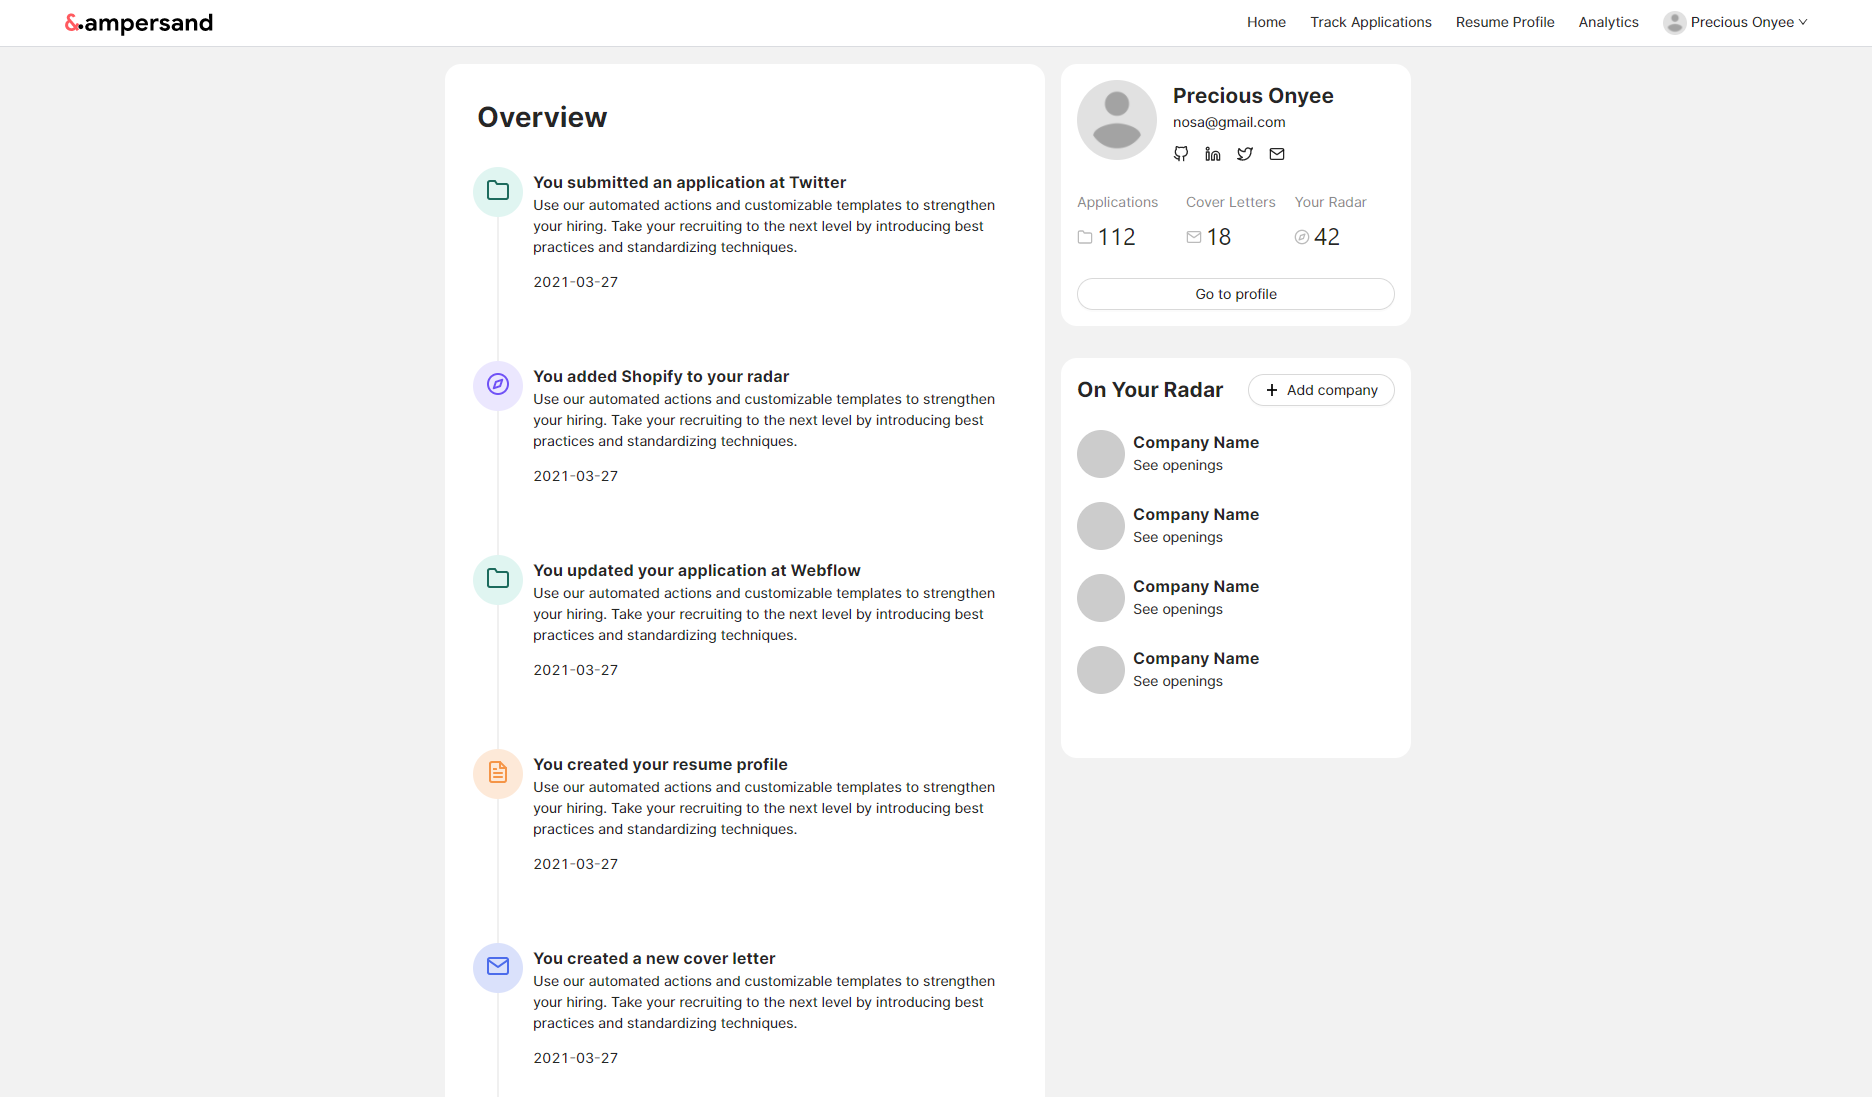 &.ampersand
Home Track Applications Resume Profile Analytics Precious Onyee
Overview
You submitted an application at Twitter
Use our automated actions and customizable templates to strengthen
your hiring. Take your recruiting to the next level by introducing best
practices and standardizing techniques.
2021-03-27
You added Shopify to your radar
Use our automated actions and customizable templates to strengthen
your hiring. Take your recruiting to the next level by introducing best
practices and standardizing techniques.
2021-03-27
You updated your application at Webflow
Use our automated actions and customizable templates to strengthen
your hiring. Take your recruiting to the next level by introducing best
practices and standardizing techniques.
2021-03-27
You created your resume profile
Use our automated actions and customizable templates to strengthen
your hiring. Take your recruiting to the next level by introducing best
practices and standardizing techniques.
2021-03-27
You created a new cover letter
Use our automated actions and customizable templates to strengthen
your hiring. Take your recruiting to the next level by introducing best
practices and standardizing techniques.
2021-03-27
Precious Onyee
nosa@gmail.com
Applications Cover Letters Your Radar
112 18 42
Go to profile
On Your Radar + Add company
Company Name
See openings
Company Name
See openings
Company Name
See openings
Company Name
See openings